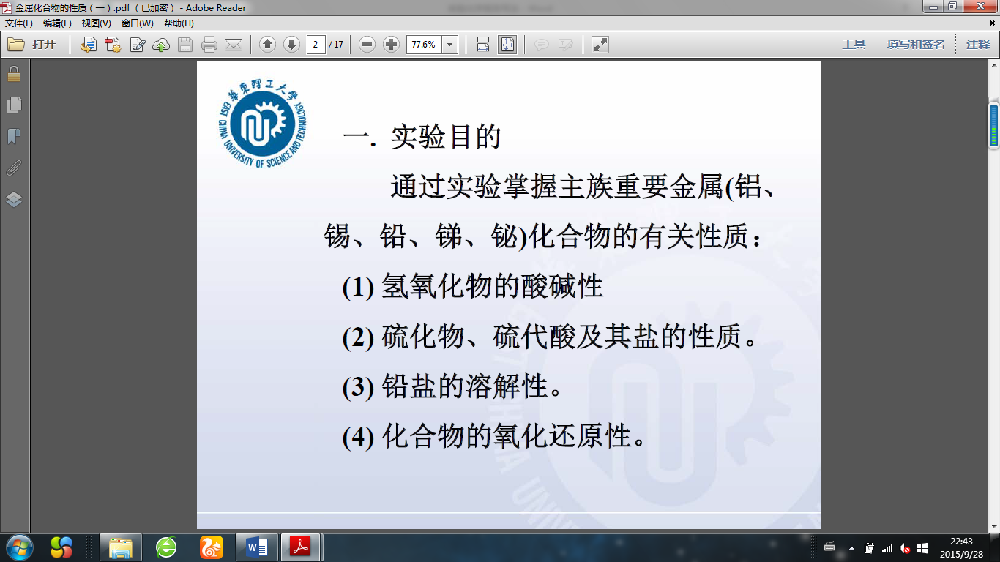 金属化合物的性质（一）.pdf （已加密） - Adobe Reader
文件(F) 编辑(E) 视图(V) 窗口(W) 帮助(H)
打开 2 / 17 77.6% 工具 填写和签名 注释
華東理工大學
EAST CHINA UNIVERSITY OF SCIENCE AND TECHNOLOGY
一. 实验目的
通过实验掌握主族重要金属(铝、
锡、铅、锑、铋)化合物的有关性质：
(1) 氢氧化物的酸碱性
(2) 硫化物、硫代酸及其盐的性质。
(3) 铅盐的溶解性。
(4) 化合物的氧化还原性。
22:43
2015/9/28